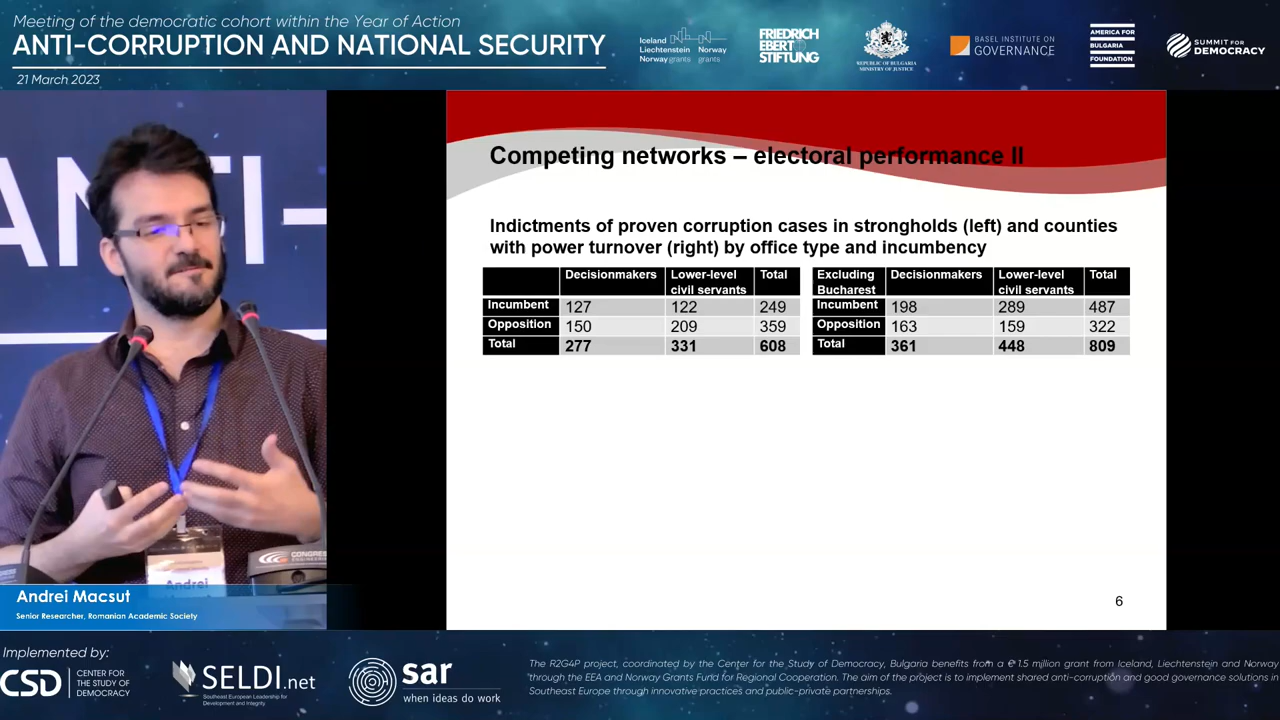 Meeting of the democratic cohort within the Year of Action
ANTI-CORRUPTION AND NATIONAL SECURITY
21 March 2023
Iceland
Liechtenstein Norway
Norway grants grants
FRIEDRICH
EBERT
STIFTUNG
REPUBLIC OF BULGARIA
MINISTRY OF JUSTICE
BASEL INSTITUTE ON
GOVERNANCE
AMERICA FOR
BULGARIA
FOUNDATION
SUMMIT FOR
DEMOCRACY
ANTI-
Competing networks – electoral performance II
Indictments of proven corruption cases in strongholds (left) and counties
with power turnover (right) by office type and incumbency
Decisionmakers Lower-level civil servants Total
Incumbent 127 122 249
Opposition 150 209 359
Total 277 331 608
Excluding Bucharest Decisionmakers Lower-level civil servants Total
Incumbent 198 289 487
Opposition 163 159 322
Total 361 448 809
6
CONGRESS
ENGINEERING
Andrei
Andrei Macsut
Senior Researcher, Romanian Academic Society
Implemented by:
CSD
CENTER FOR
THE STUDY OF
DEMOCRACY
SELDI.net
Southeast European Leadership for
Development and Integrity
sar
when ideas do work
The R2G4P project, coordinated by the Center for the Study of Democracy, Bulgaria benefits from a € 1.5 million grant from Iceland, Liechtenstein and Norway
through the EEA and Norway Grants Fund for Regional Cooperation. The aim of the project is to implement shared anti-corruption and good governance solutions in
Southeast Europe through innovative practices and public-private partnerships.